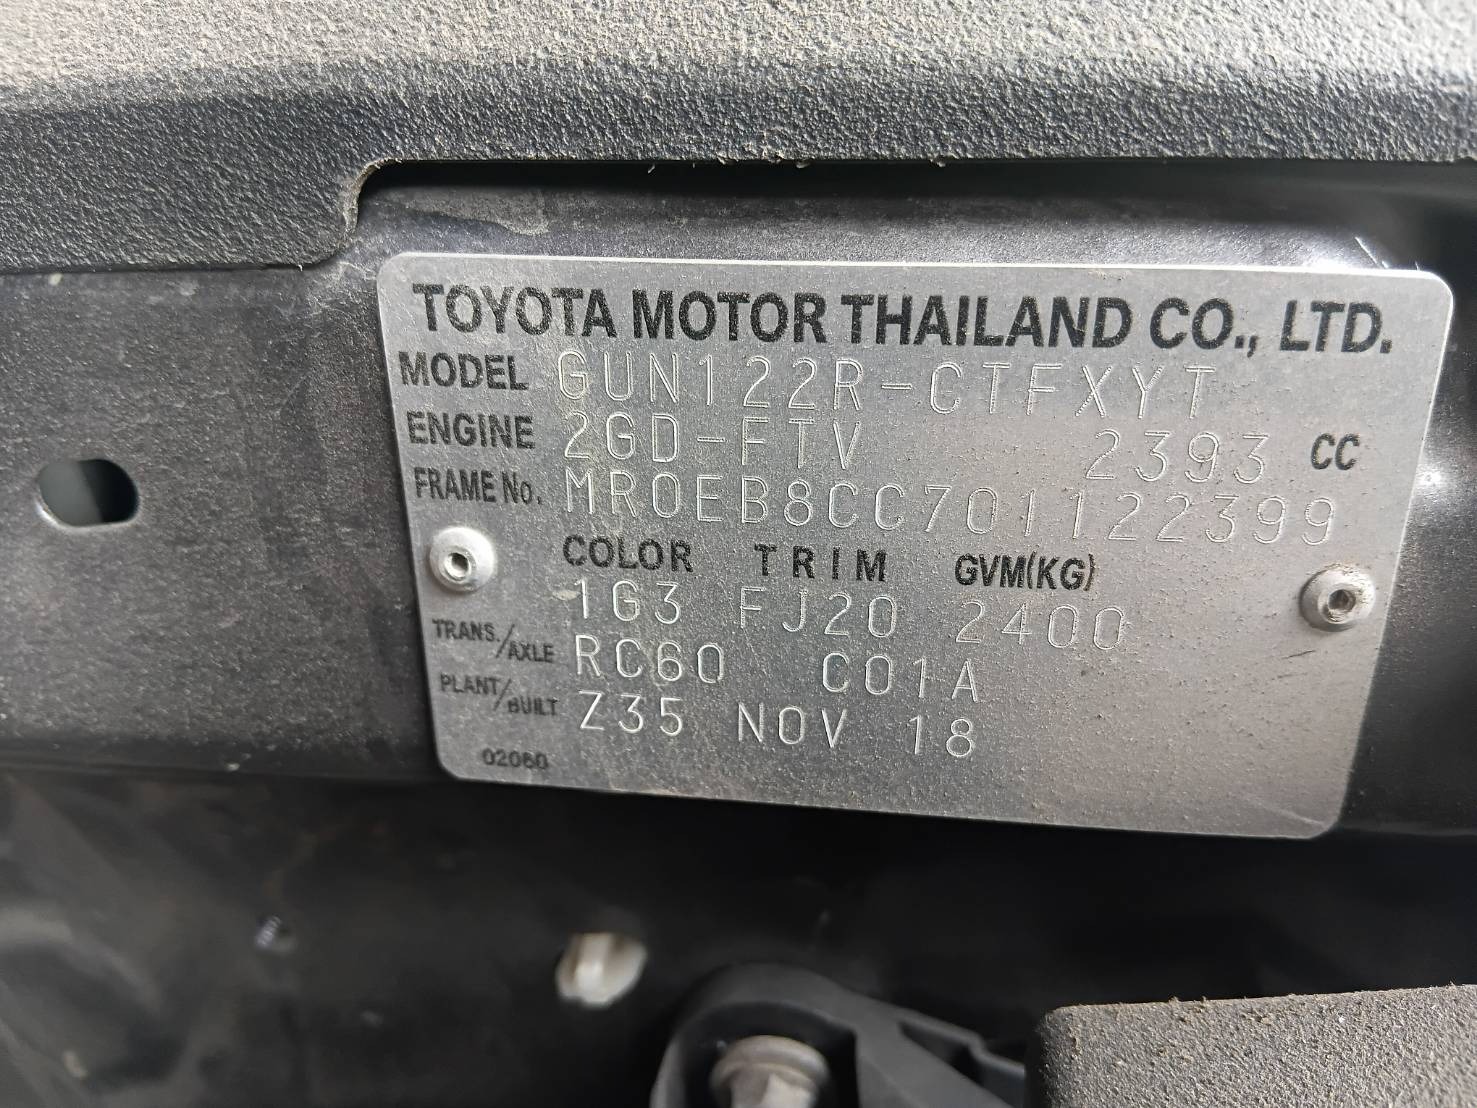 TOYOTA MOTOR THAILAND CO., LTD.
MODEL GUN122R-CTFXYT
ENGINE 2GD-FTV 2393 CC
FRAME No. MR0EB8CC701122399
COLOR TRIM GVM(KG)
1G3 FJ20 2400
TRANS./AXLE RC60 C01A
PLANT/BUILT Z35 NOV 18
02060